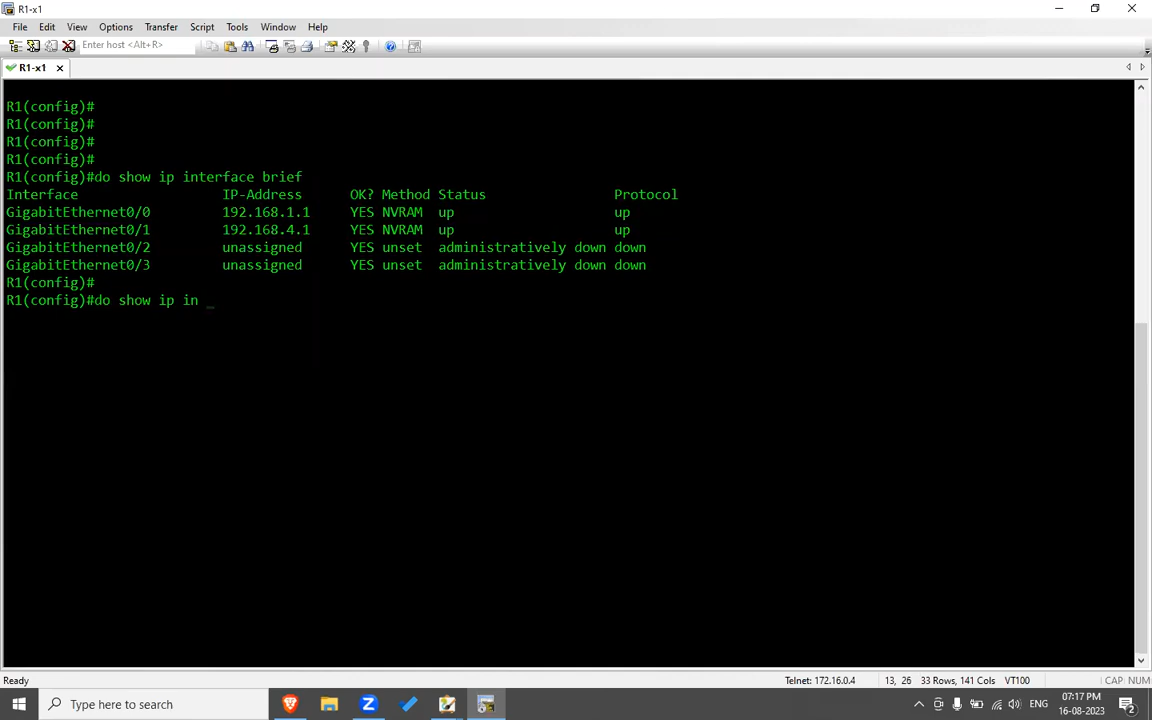 R1-x1
File Edit View Options Transfer Script Tools Window Help
Enter host <Alt+R>
R1-x1
R1(config)#
R1(config)#
R1(config)#
R1(config)#
R1(config)#do show ip interface brief
Interface IP-Address OK? Method Status Protocol
GigabitEthernet0/0 192.168.1.1 YES NVRAM up up
GigabitEthernet0/1 192.168.4.1 YES NVRAM up up
GigabitEthernet0/2 unassigned YES unset administratively down down
GigabitEthernet0/3 unassigned YES unset administratively down down
R1(config)#
R1(config)#do show ip in _
Ready Telnet: 172.16.0.4 13, 26 33 Rows, 141 Cols VT100 CAP NUM
Type here to search
ENG
07:17 PM
16-08-2023
2